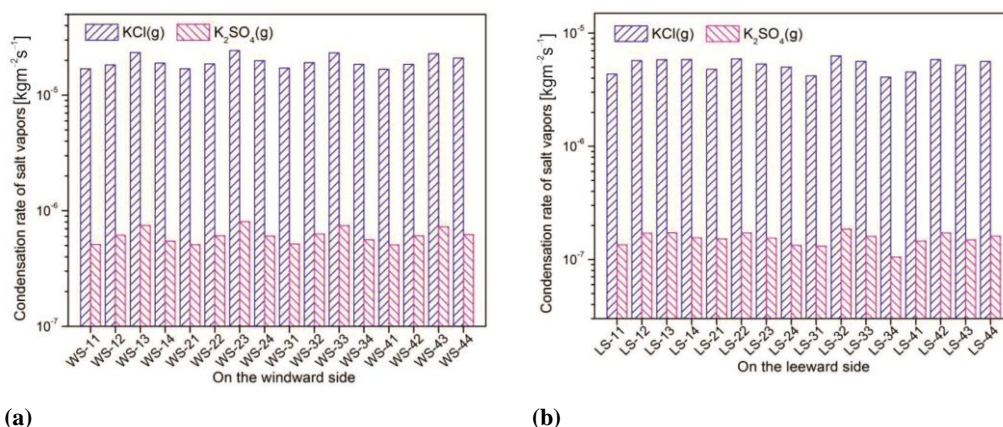 KCl(g) K₂SO₄(g)
Condensation rate of salt vapors [kgm⁻²s⁻¹]
10⁻⁵
10⁻⁶
10⁻⁷
WS-11 WS-12 WS-13 WS-14 WS-21 WS-22 WS-23 WS-24 WS-31 WS-32 WS-33 WS-34 WS-41 WS-42 WS-43 WS-44
On the windward side
(a)
KCl(g) K₂SO₄(g)
Condensation rate of salt vapors [kgm⁻²s⁻¹]
10⁻⁵
10⁻⁶
10⁻⁷
LS-11 LS-12 LS-13 LS-14 LS-21 LS-22 LS-23 LS-24 LS-31 LS-32 LS-33 LS-34 LS-41 LS-42 LS-43 LS-44
On the leeward side
(b)